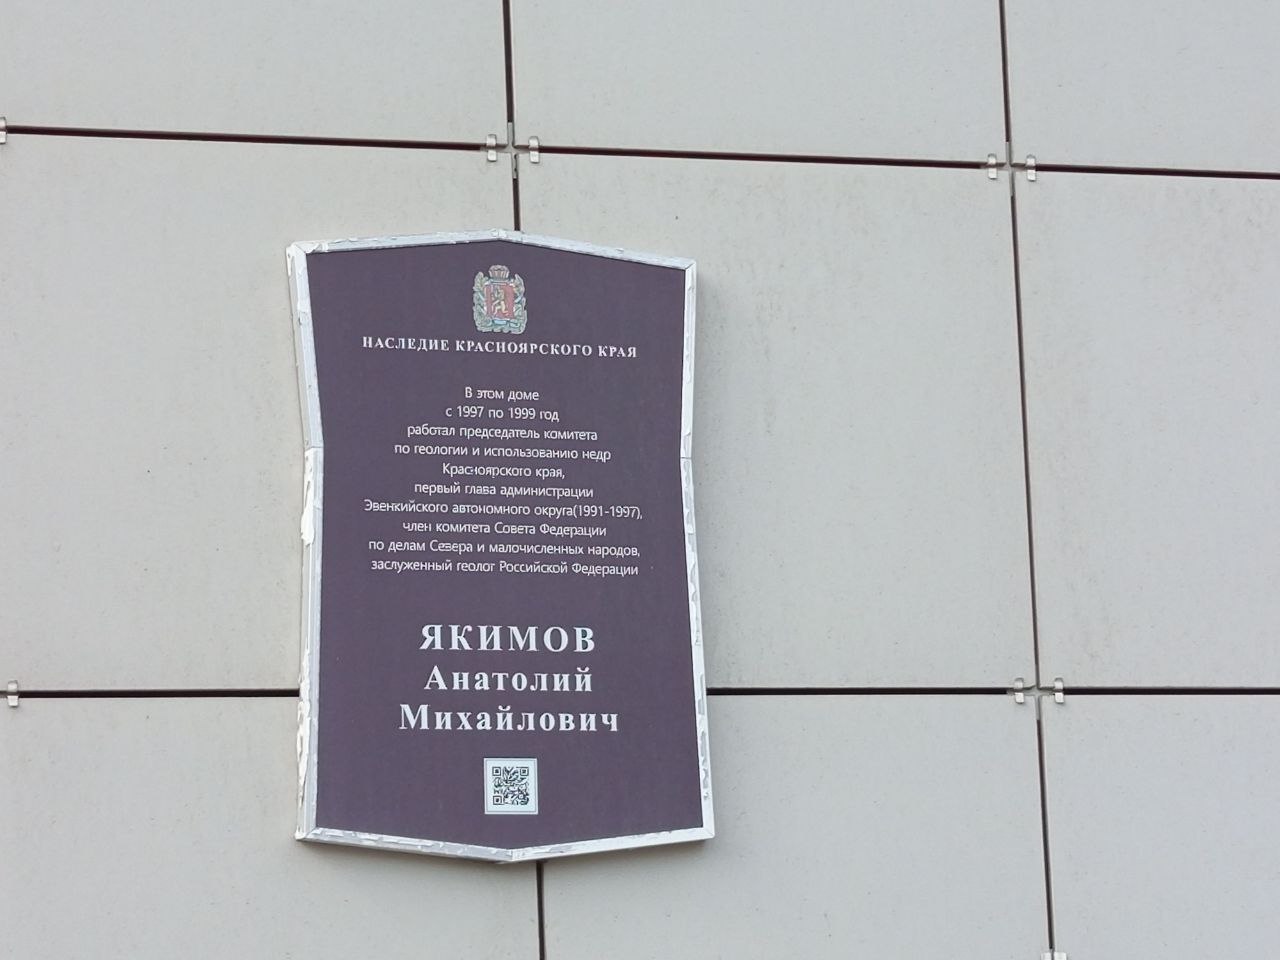 НАСЛЕДИЕ КРАСНОЯРСКОГО КРАЯ
В этом доме
с 1997 по 1999 год
работал председатель комитета
по геологии и использованию недр
Красноярского края,
первый глава администрации
Эвенкийского автономного округа(1991-1997),
член комитета Совета Федерации
по делам Севера и малочисленных народов,
заслуженный геолог Российской Федерации
ЯКИМОВ
Анатолий
Михайлович